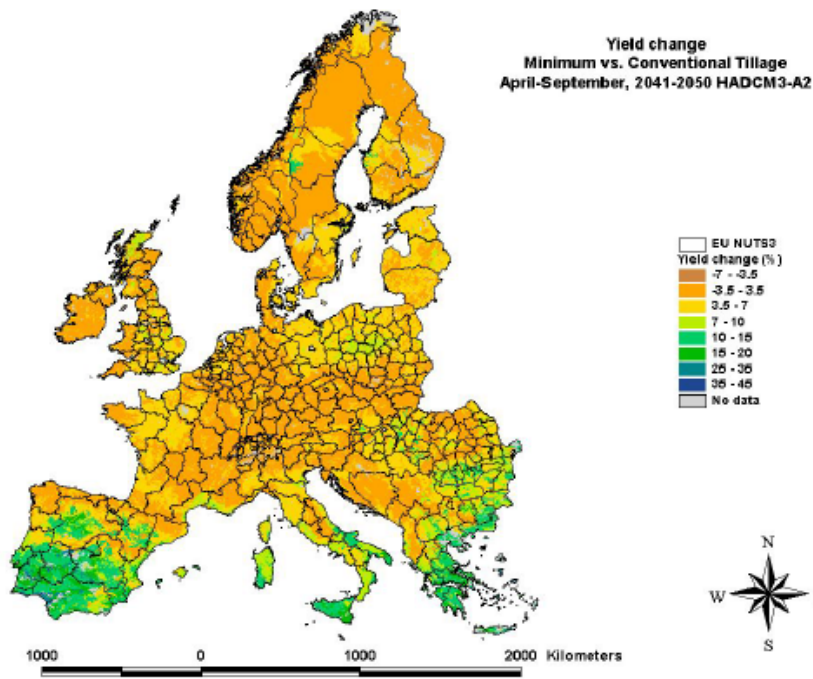 Yield change
Minimum vs. Conventional Tillage
April-September, 2041-2050 HADCM3-A2
EU NUTS3
Yield change (%)
-7 - -3.5
-3.5 - 3.5
3.5 - 7
7 - 10
10 - 15
15 - 20
25 - 35
35 - 45
No data
N
W
E
S
1000 0 1000 2000 Kilometers